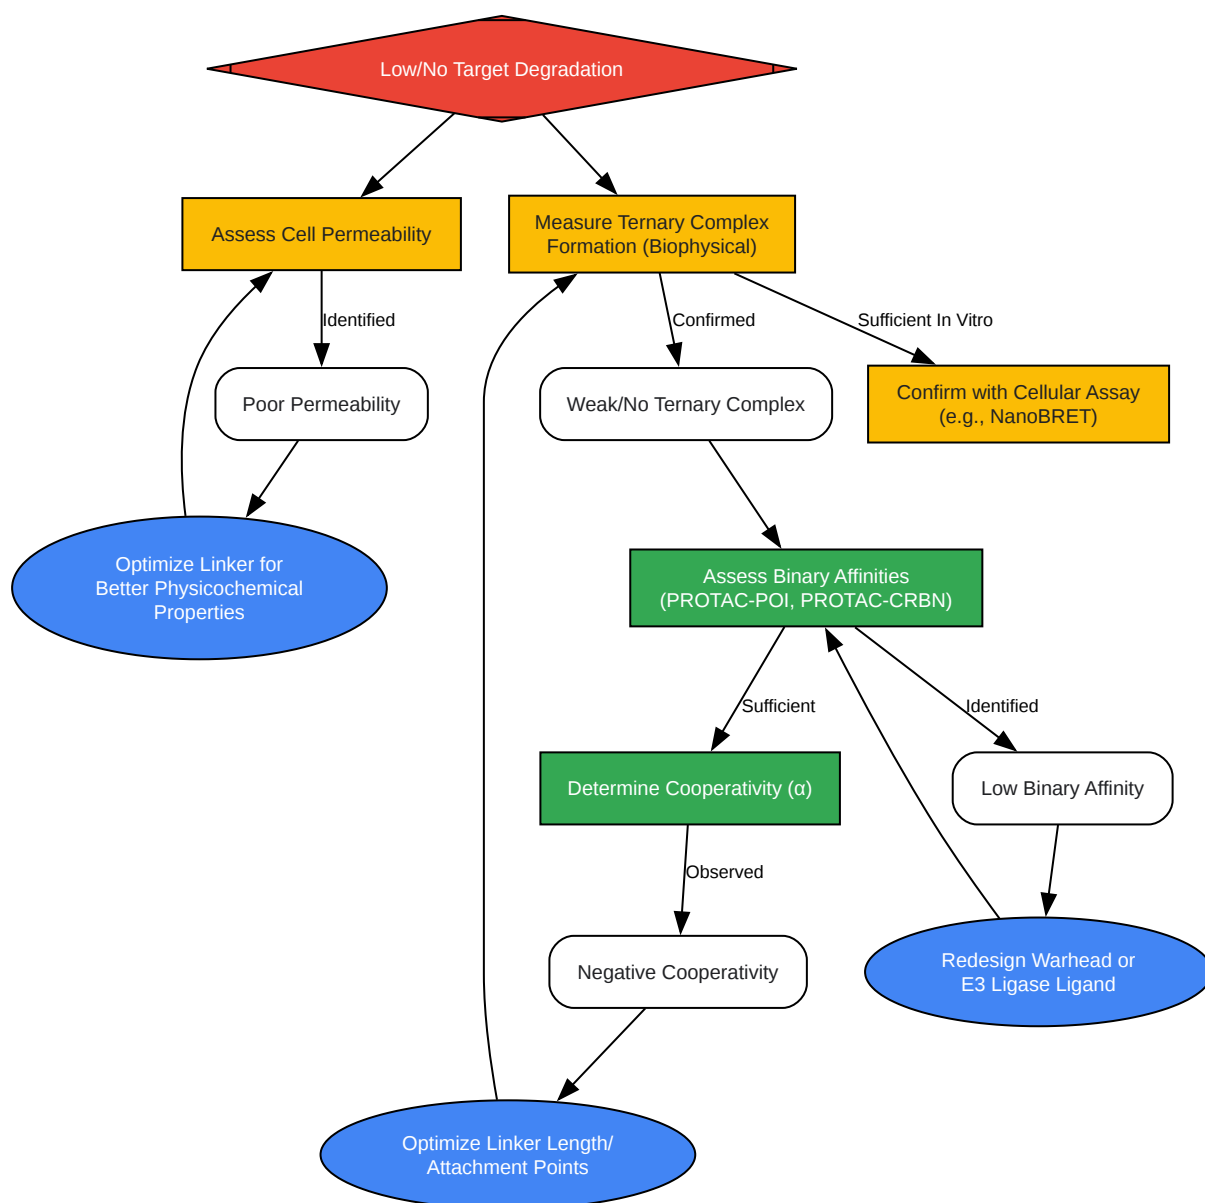 Low/No Target Degradation
Assess Cell Permeability
Measure Ternary Complex
Formation (Biophysical)
Identified
Confirmed
Sufficient In Vitro
Poor Permeability
Weak/No Ternary Complex
Confirm with Cellular Assay
(e.g., NanoBRET)
Optimize Linker for
Better Physicochemical
Properties
Assess Binary Affinities
(PROTAC-POI, PROTAC-CRBN)
Sufficient
Identified
Determine Cooperativity (α)
Low Binary Affinity
Observed
Negative Cooperativity
Redesign Warhead or
E3 Ligase Ligand
Optimize Linker Length/
Attachment Points